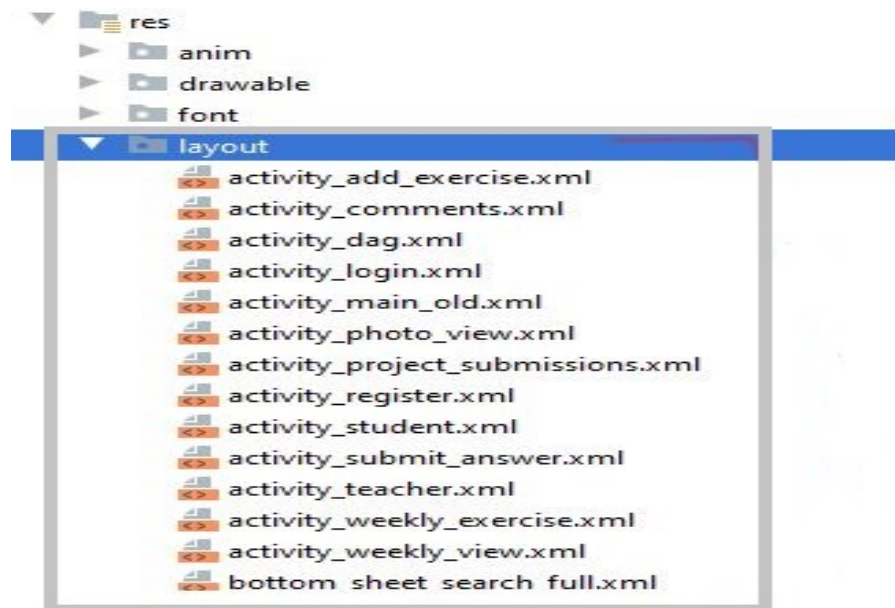 res
anim
drawable
font
layout
activity_add_exercise.xml
activity_comments.xml
activity_dag.xml
activity_login.xml
activity_main_old.xml
activity_photo_view.xml
activity_project_submissions.xml
activity_register.xml
activity_student.xml
activity_submit_answer.xml
activity_teacher.xml
activity_weekly_exercise.xml
activity_weekly_view.xml
bottom_sheet_search_full.xml